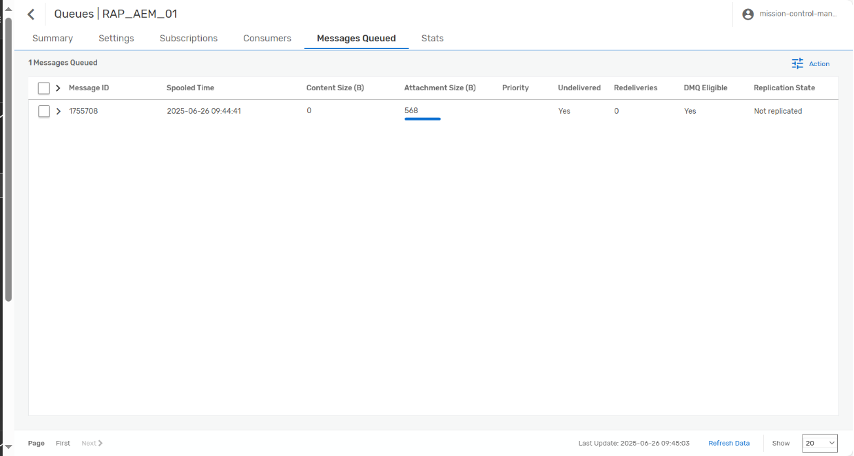 Queues | RAP_AEM_01
mission-control-man...
Summary Settings Subscriptions Consumers Messages Queued Stats
1 Messages Queued
Action
Message ID Spooled Time Content Size (B) Attachment Size (B) Priority Undelivered Redeliveries DMQ Eligible Replication State
1755708 2025-06-26 09:44:41 0 568 Yes 0 Yes Not replicated
Page First Next Last Update: 2025-06-26 09:45:03 Refresh Data Show 20